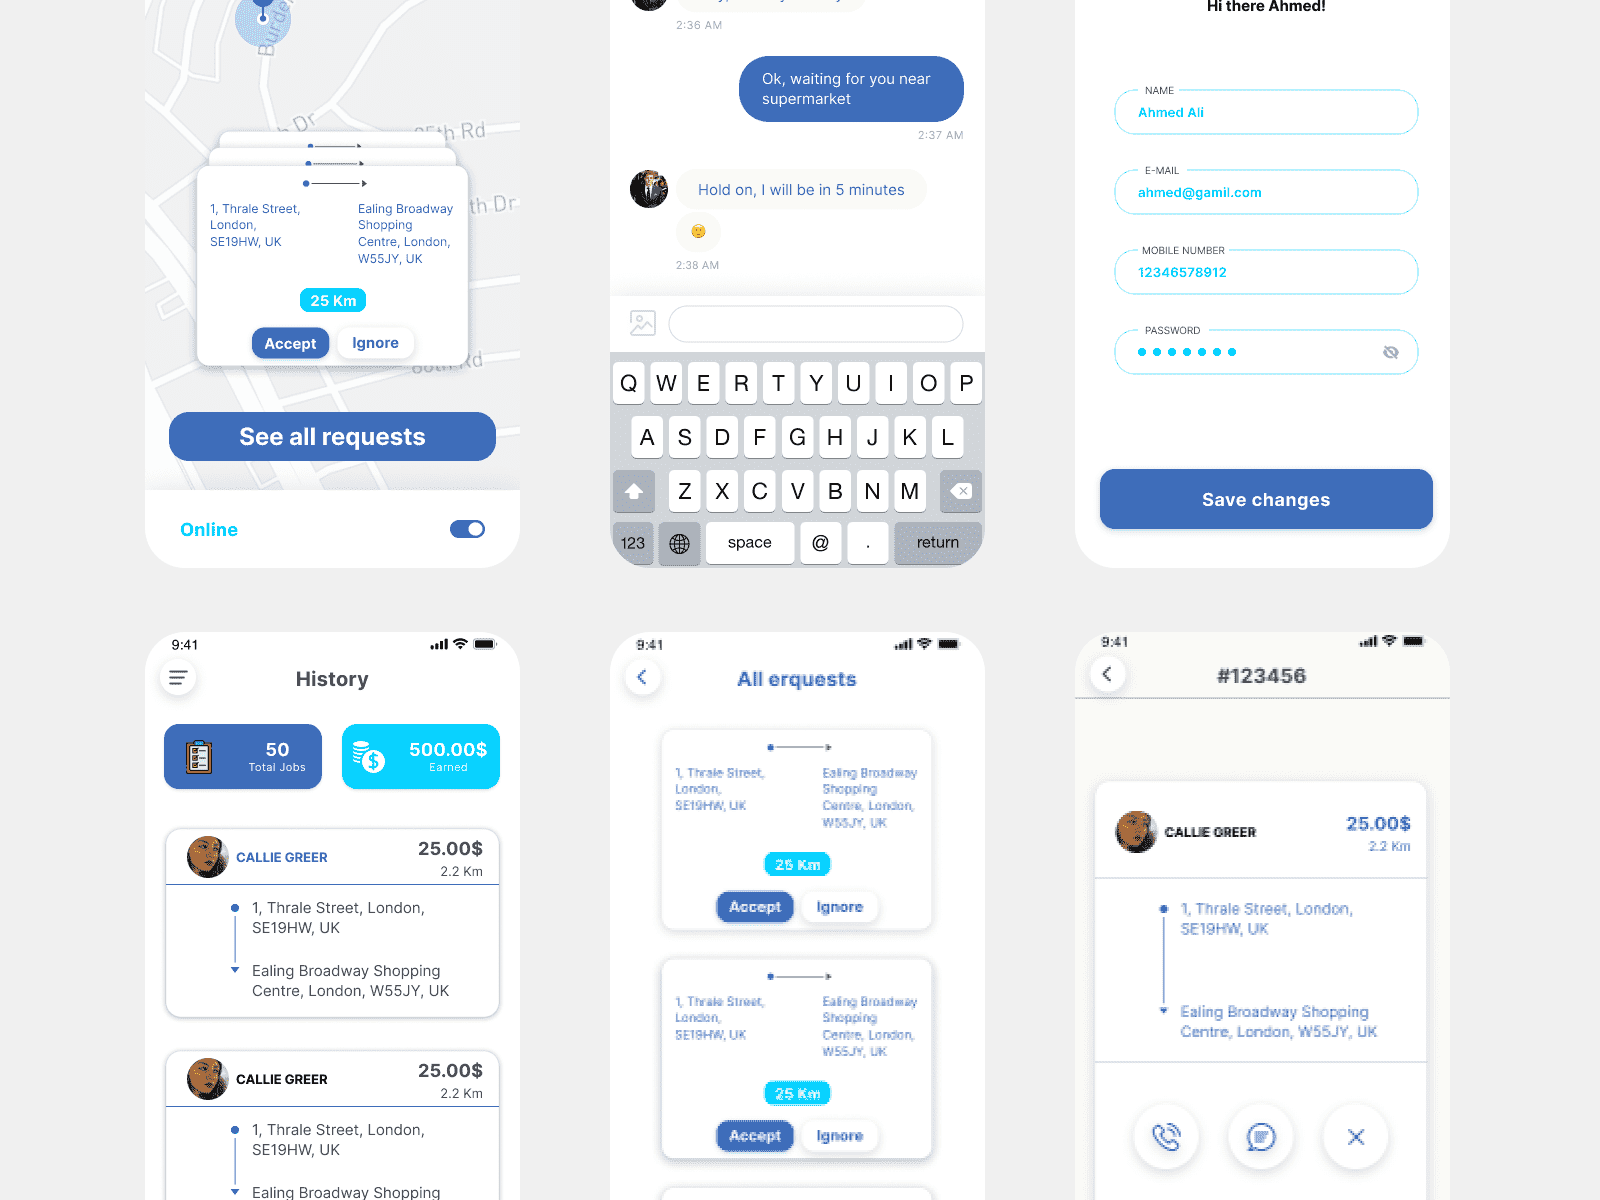 Burde
th Dr
85th Rd
1, Thrale Street,
London,
SE19HW, UK
Ealing Broadway
Shopping
Centre, London,
W55JY, UK
th Dr
25 Km
Accept
Ignore
86th Rd
See all requests
Online
2:36 AM
Ok, waiting for you near
supermarket
2:37 AM
Hold on, I will be in 5 minutes
2:38 AM
Q W E R T Y U I O P
A S D F G H J K L
Z X C V B N M
123
space
@
.
return
Hi there Ahmed!
NAME
Ahmed Ali
E-MAIL
ahmed@gamil.com
MOBILE NUMBER
12346578912
PASSWORD
Save changes
9:41
History
50
Total Jobs
500.00$
Earned
CALLIE GREER
25.00$
2.2 Km
1, Thrale Street, London,
SE19HW, UK
Ealing Broadway Shopping
Centre, London, W55JY, UK
CALLIE GREER
25.00$
2.2 Km
1, Thrale Street, London,
SE19HW, UK
Ealing Broadway Shopping
9:41
All erquests
1, Thrale Street,
London,
SE19HW, UK
Ealing Broadway
Shopping
Centre, London,
W55JY, UK
25 Km
Accept
Ignore
1, Thrale Street,
London,
SE19HW, UK
Ealing Broadway
Shopping
Centre, London,
W55JY, UK
25 Km
Accept
Ignore
9:41
#123456
CALLIE GREER
25.00$
2.2 Km
1, Thrale Street, London,
SE19HW, UK
Ealing Broadway Shopping
Centre, London, W55JY, UK